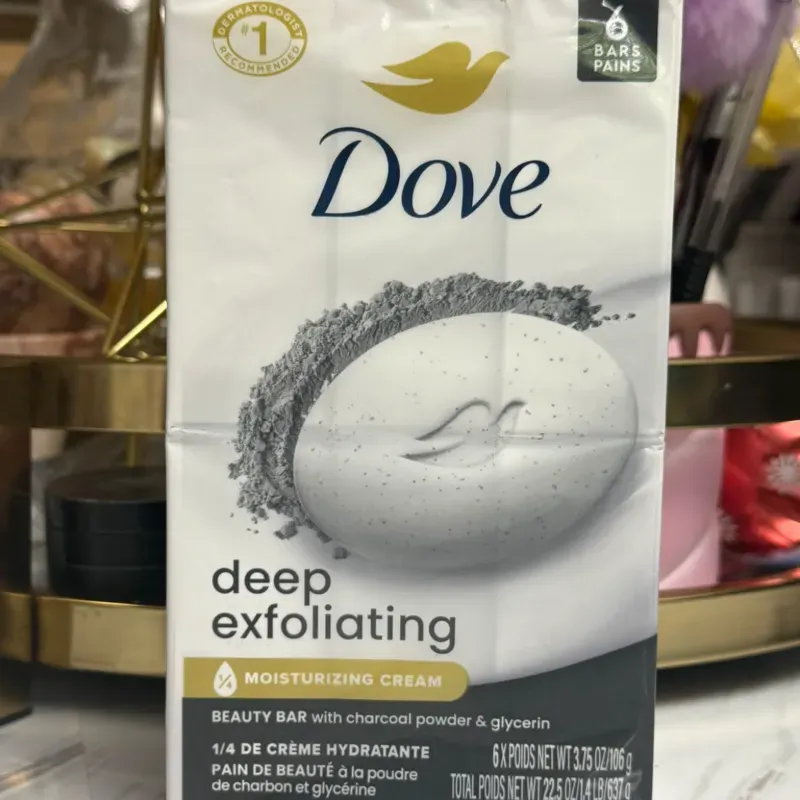 DERMATOLOGIST
#1
RECOMMENDED
6
BARS
PAINS
Dove
deep
exfoliating
1/4 MOISTURIZING CREAM
BEAUTY BAR with charcoal powder & glycerin
1/4 DE CRÈME HYDRATANTE
PAIN DE BEAUTÉ à la poudre
de charbon et glycérine
6 X POIDS NET WT 3.75 OZ/106 g
TOTAL POIDS NET WT 22.5 OZ/1.4 LB/637 g